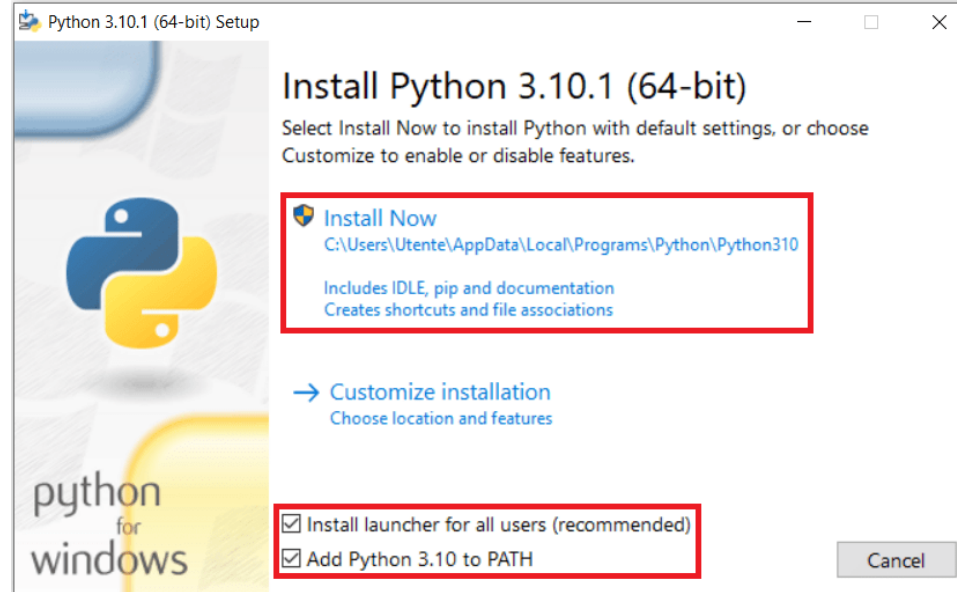 Python 3.10.1 (64-bit) Setup
Install Python 3.10.1 (64-bit)
Select Install Now to install Python with default settings, or choose
Customize to enable or disable features.
Install Now
C:\Users\Utente\AppData\Local\Programs\Python\Python310
Includes IDLE, pip and documentation
Creates shortcuts and file associations
Customize installation
Choose location and features
python
for
windows
Install launcher for all users (recommended)
Add Python 3.10 to PATH
Cancel